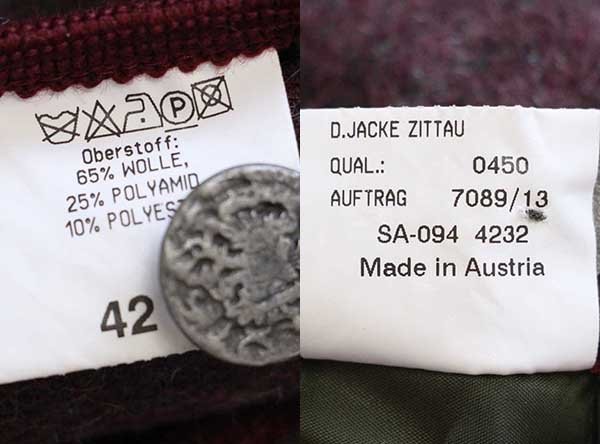 P
Oberstoff:
65% WOLLE,
25% POLYAMID
10% POLYES
42
D.JACKE ZITTAU
QUAL.: 0450
AUFTRAG 7089/13
SA-094 4232
Made in Austria